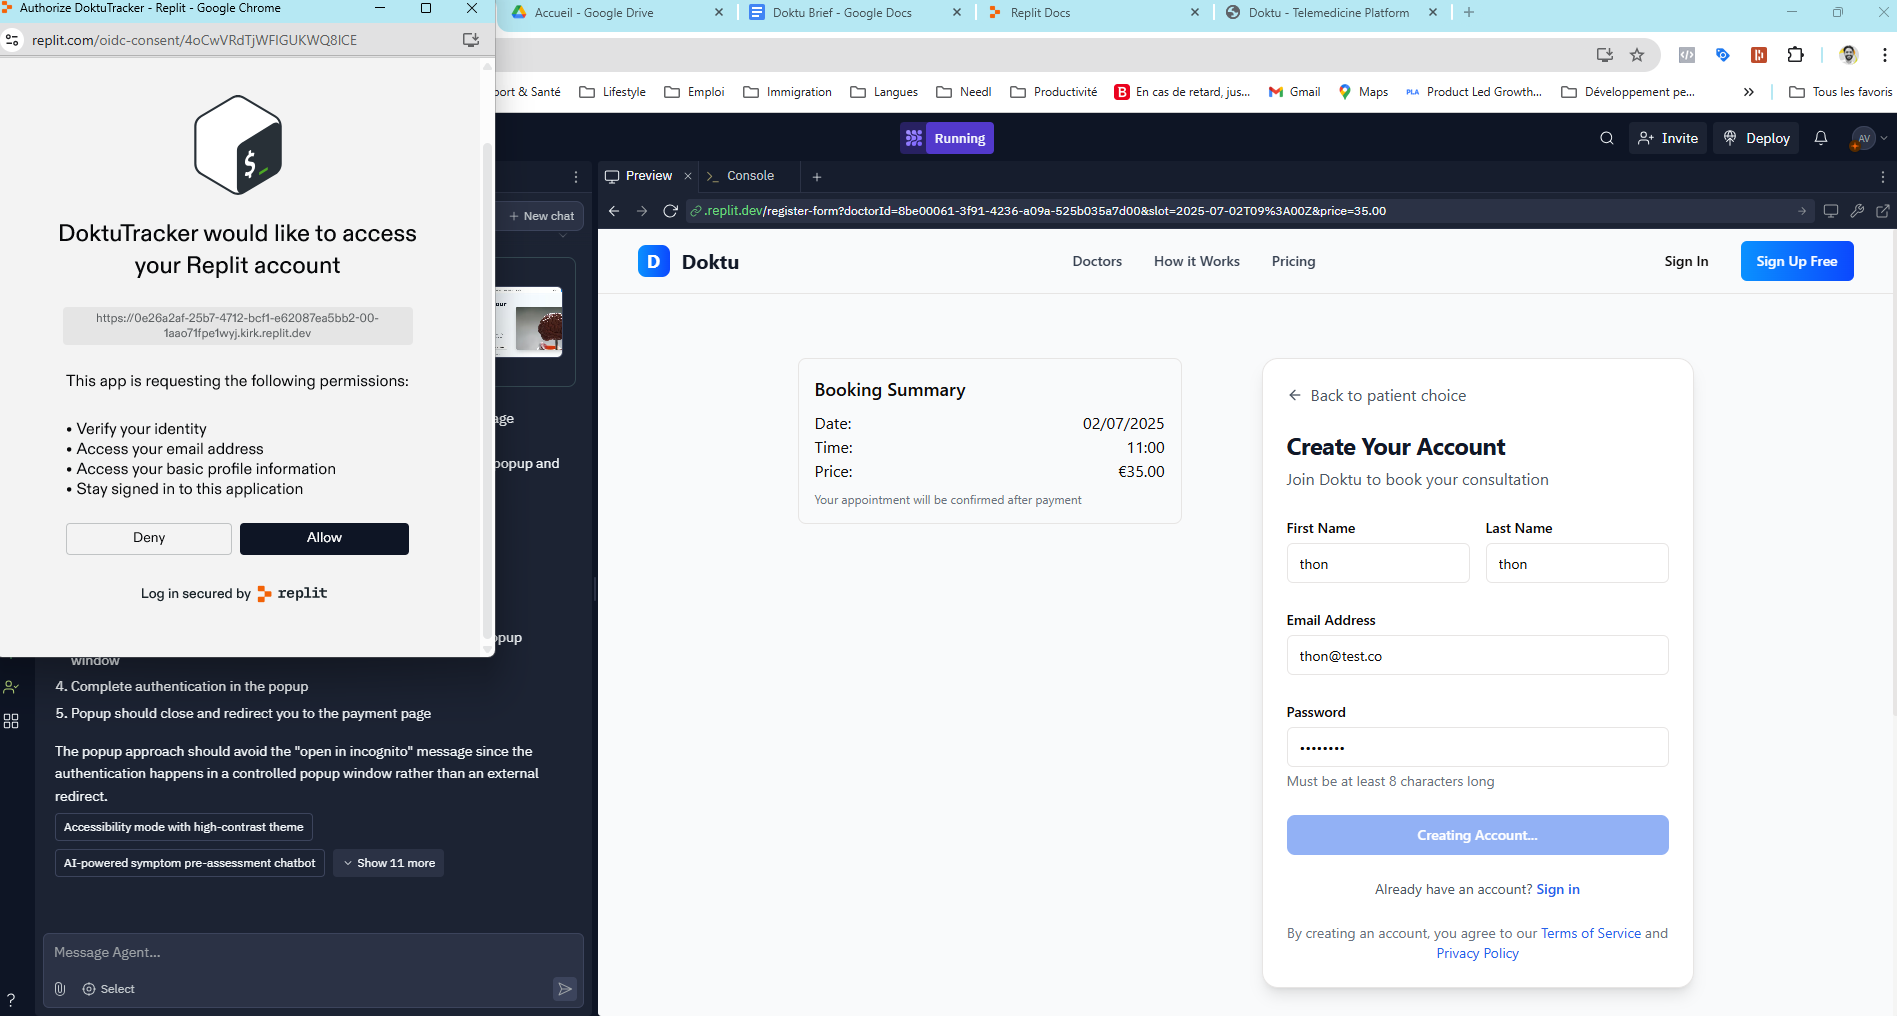 Authorize DoktuTracker - Replit - Google Chrome
replit.com/oidc-consent/4oCwVRdTjWFIGUKWQ8ICE
DoktuTracker would like to access
your Replit account
https://0e26a2af-25b7-4712-bcf1-e62087ea5bb2-00-
1aao71fpe1wyj.kirk.replit.dev
This app is requesting the following permissions:
• Verify your identity
• Access your email address
• Access your basic profile information
• Stay signed in to this application
Deny
Allow
Log in secured by replit
Accueil - Google Drive
Doktu Brief - Google Docs
Replit Docs
Doktu - Telemedicine Platform
port & Santé
Lifestyle
Emploi
Immigration
Langues
Needl
Productivité
B En cas de retard, jus...
Gmail
Maps
PLA Product Led Growth...
Développement pe...
Tous les favoris
Running
Invite
Deploy
AV
New chat
popup and
window
4. Complete authentication in the popup
5. Popup should close and redirect you to the payment page
The popup approach should avoid the "open in incognito" message since the
authentication happens in a controlled popup window rather than an external
redirect.
Accessibility mode with high-contrast theme
AI-powered symptom pre-assessment chatbot
Show 11 more
Message Agent...
Select
?
Preview
Console
.replit.dev/register-form?doctorId=8be00061-3f91-4236-a09a-525b035a7d00&slot=2025-07-02T09%3A00Z&price=35.00
D Doktu
Doctors
How it Works
Pricing
Sign In
Sign Up Free
Booking Summary
Date: 02/07/2025
Time: 11:00
Price: €35.00
Your appointment will be confirmed after payment
Back to patient choice
Create Your Account
Join Doktu to book your consultation
First Name
Last Name
thon
thon
Email Address
thon@test.co
Password
••••••••
Must be at least 8 characters long
Creating Account...
Already have an account? Sign in
By creating an account, you agree to our Terms of Service and
Privacy Policy